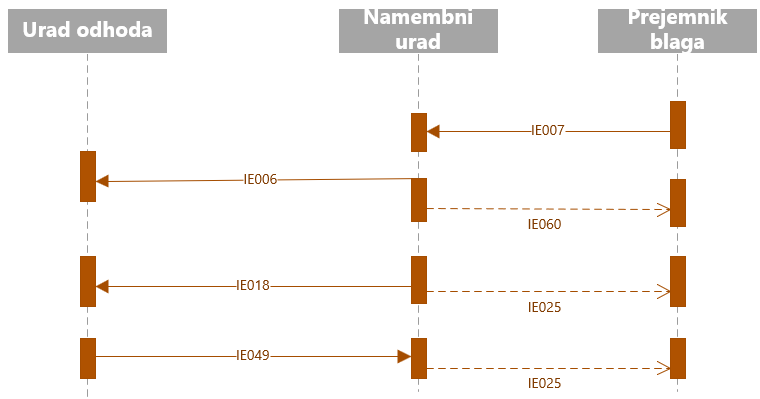 Urad odhoda
Namembni
urad
Prejemnik
blaga
IE007
IE006
IE060
IE018
IE025
IE049
IE025